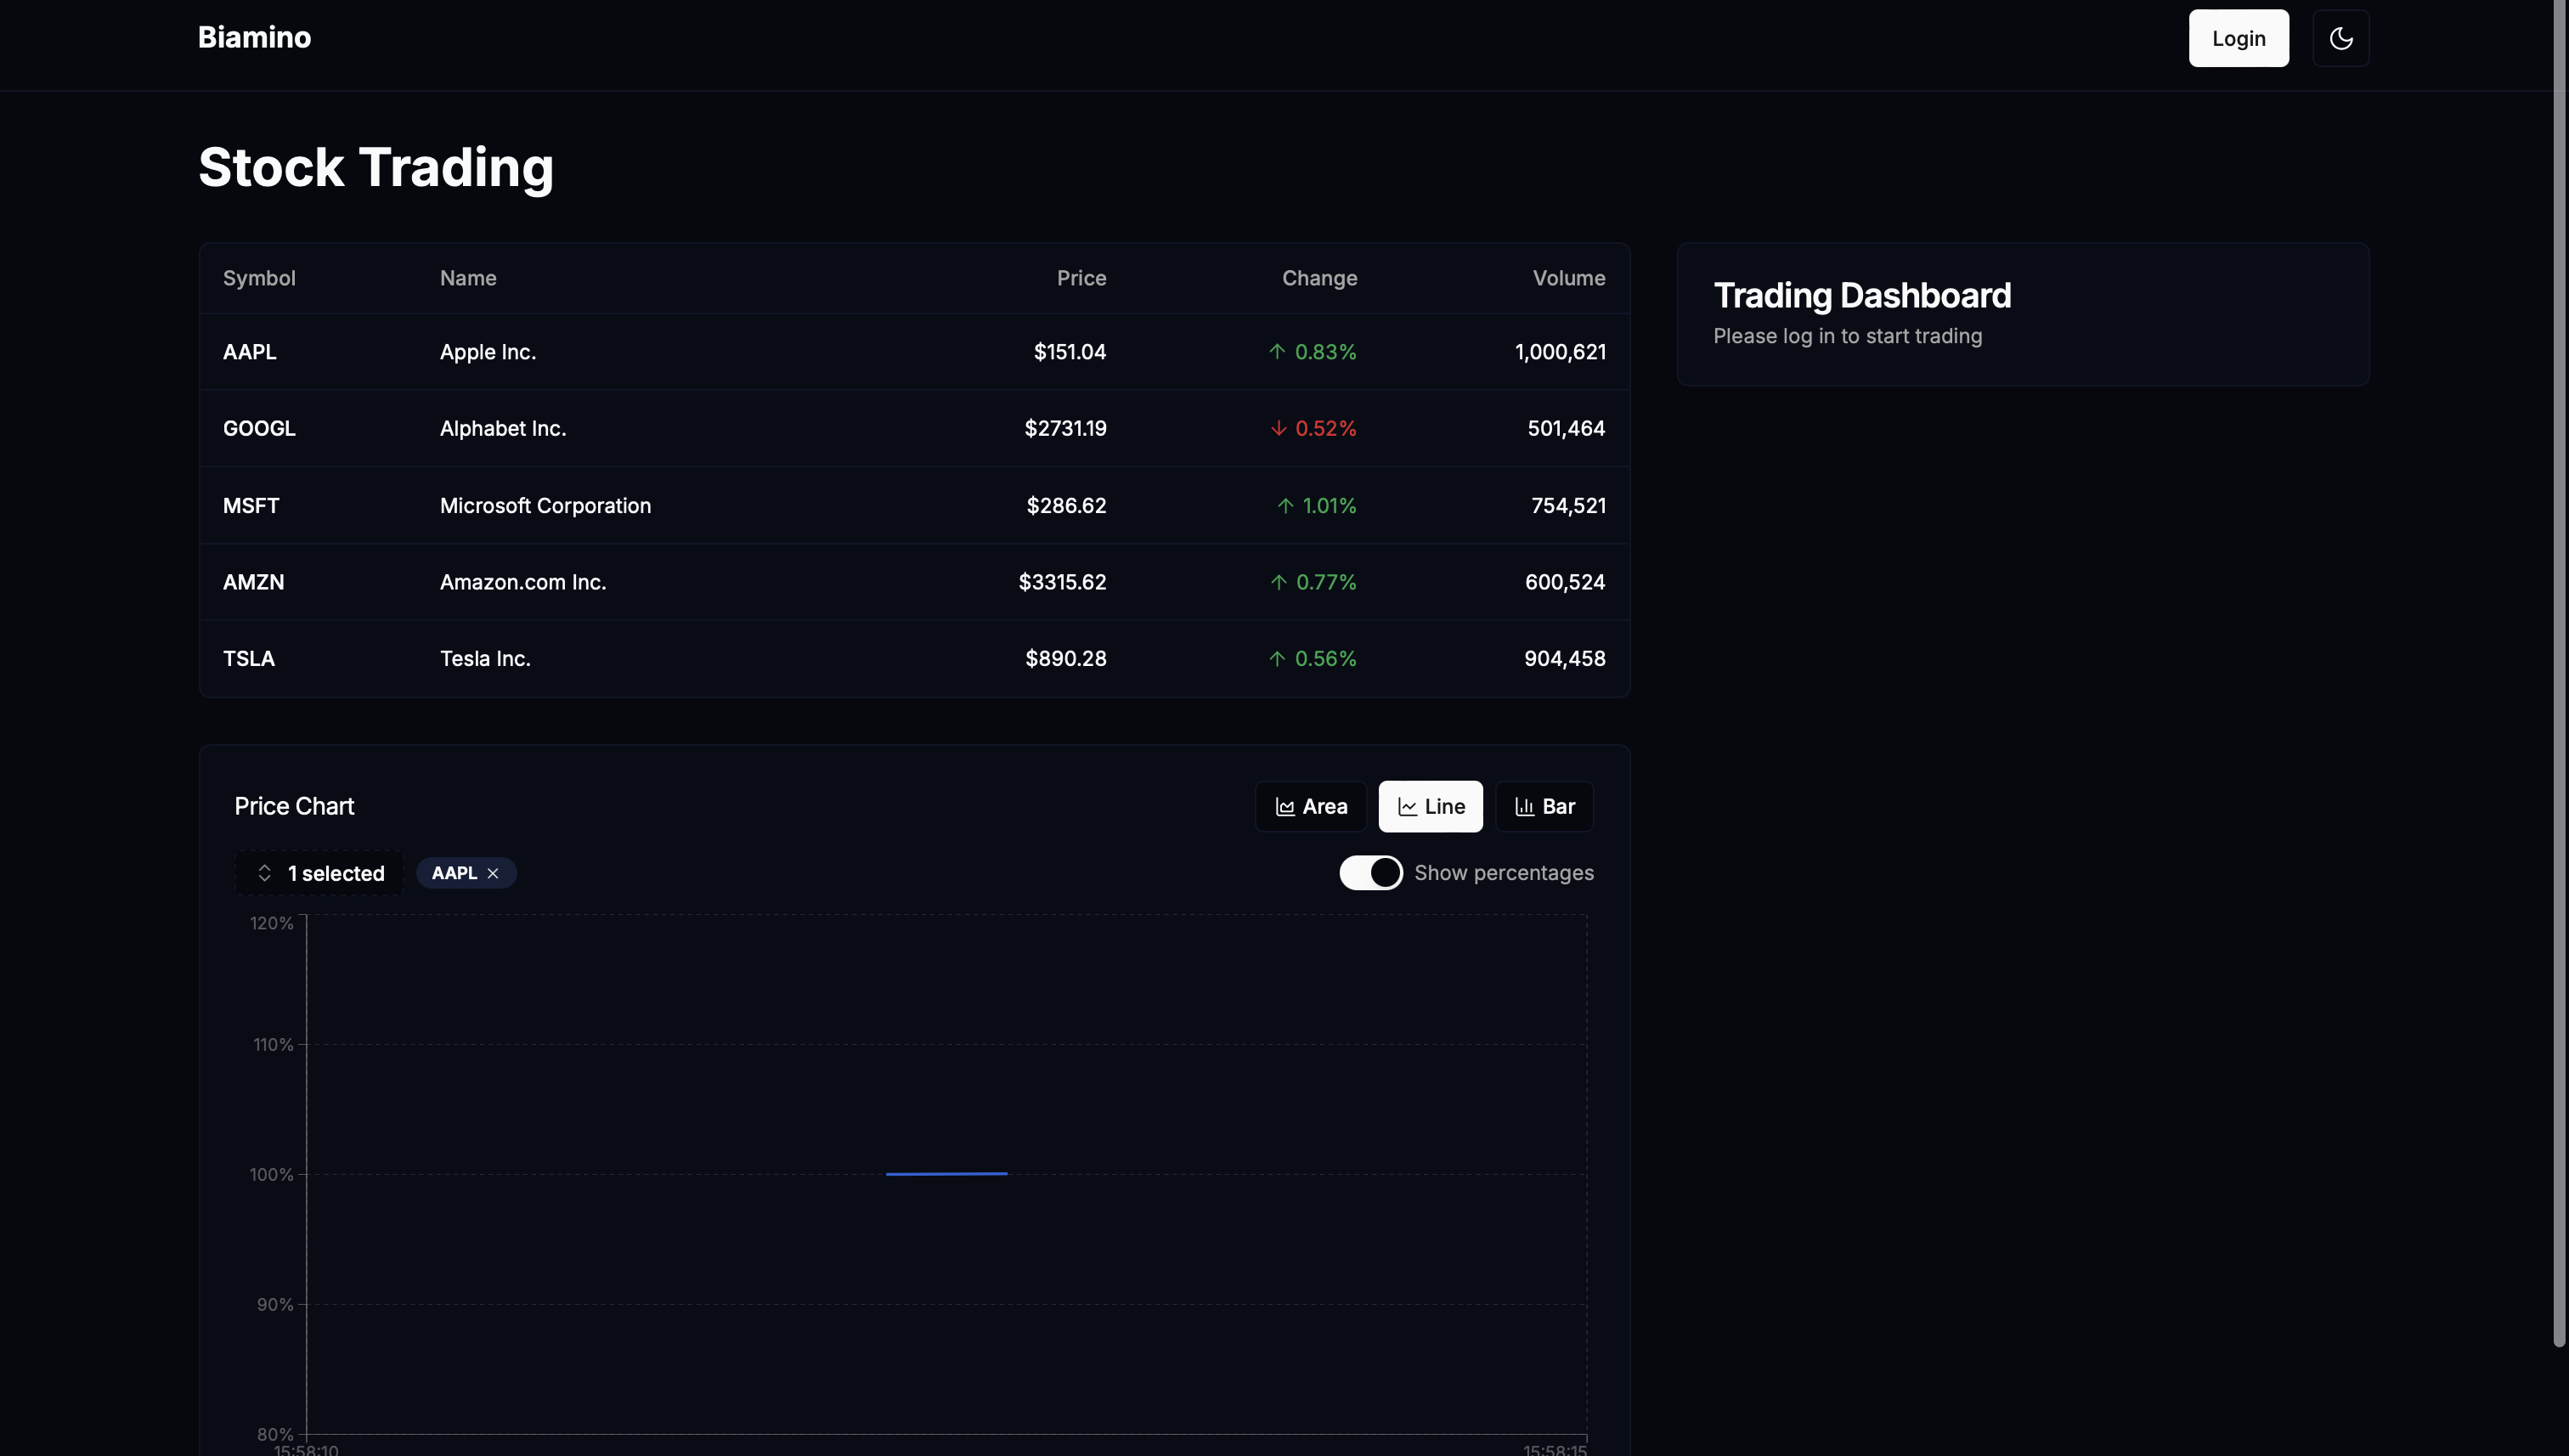 Biamino
Login
Stock Trading
Symbol Name Price Change Volume
AAPL Apple Inc. $151.04 ↑ 0.83% 1,000,621
GOOGL Alphabet Inc. $2731.19 ↓ 0.52% 501,464
MSFT Microsoft Corporation $286.62 ↑ 1.01% 754,521
AMZN Amazon.com Inc. $3315.62 ↑ 0.77% 600,524
TSLA Tesla Inc. $890.28 ↑ 0.56% 904,458
Trading Dashboard
Please log in to start trading
Price Chart
Area Line Bar
1 selected AAPL
Show percentages
120%
110%
100%
90%
80%
15:58:10 15:58:15